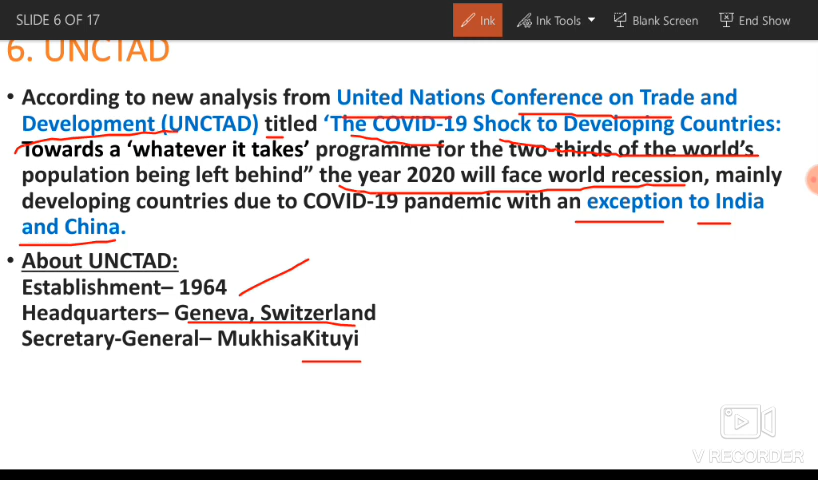 SLIDE 6 OF 17
Ink
Ink Tools
Blank Screen
End Show
6. UNCTAD
• According to new analysis from United Nations Conference on Trade and
Development (UNCTAD) titled ‘The COVID-19 Shock to Developing Countries:
Towards a ‘whatever it takes’ programme for the two-thirds of the world’s
population being left behind” the year 2020 will face world recession, mainly
developing countries due to COVID-19 pandemic with an exception to India
and China.
• About UNCTAD:
Establishment– 1964
Headquarters– Geneva, Switzerland
Secretary-General– MukhisaKituyi
V RECORDER